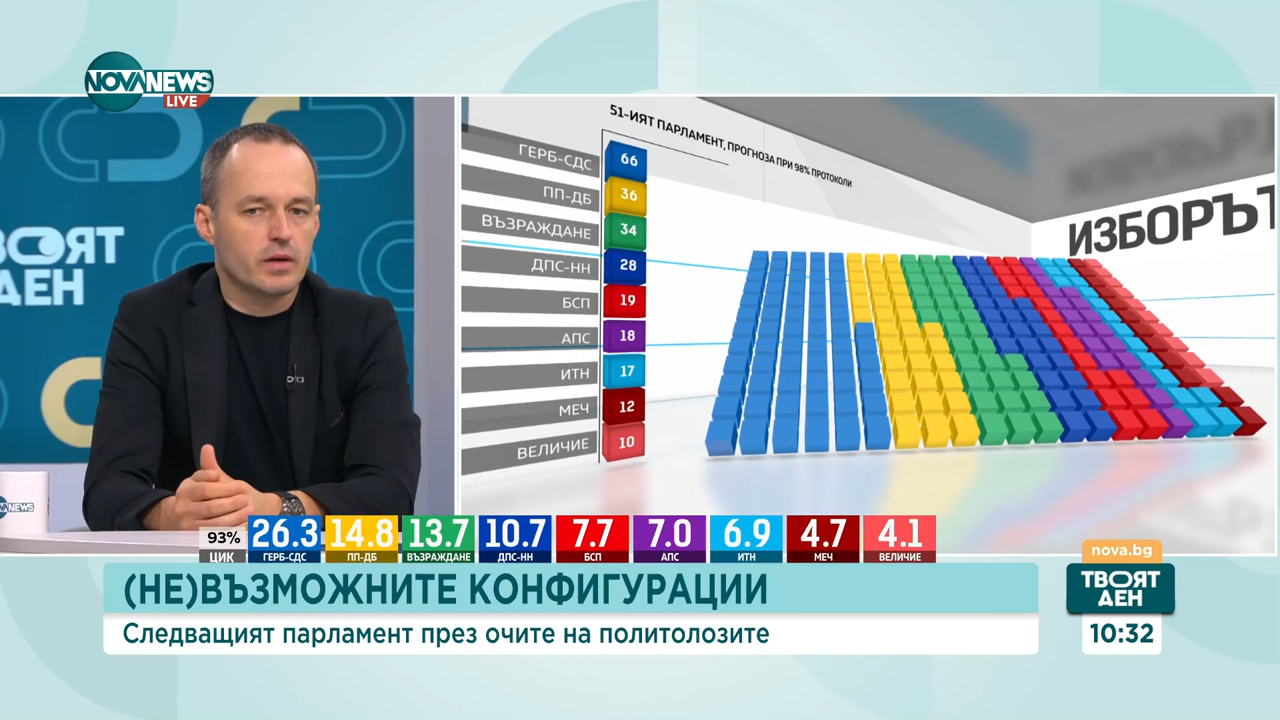 NOVANEWS
LIVE
ТВОЯТ
ДЕН
NEWS
51-ИЯТ ПАРЛАМЕНТ, ПРОГНОЗА ПРИ 98% ПРОТОКОЛИ
ГЕРБ-СДС 66
ПП-ДБ 36
ВЪЗРАЖДАНЕ 34
ДПС-НН 28
БСП 19
АПС 18
ИТН 17
МЕЧ 12
ВЕЛИЧИЕ 10
ИЗБОРЪТ
93% 26.3 14.8 13.7 10.7 7.7 7.0 6.9 4.7 4.1
ЦИК ГЕРБ-СДС ПП-ДБ ВЪЗРАЖДАНЕ ДПС-НН БСП АПС ИТН МЕЧ ВЕЛИЧИЕ
(НЕ)ВЪЗМОЖНИТЕ КОНФИГУРАЦИИ
Следващият парламент през очите на политолозите
nova.bg
ТВОЯТ
ДЕН
10:32